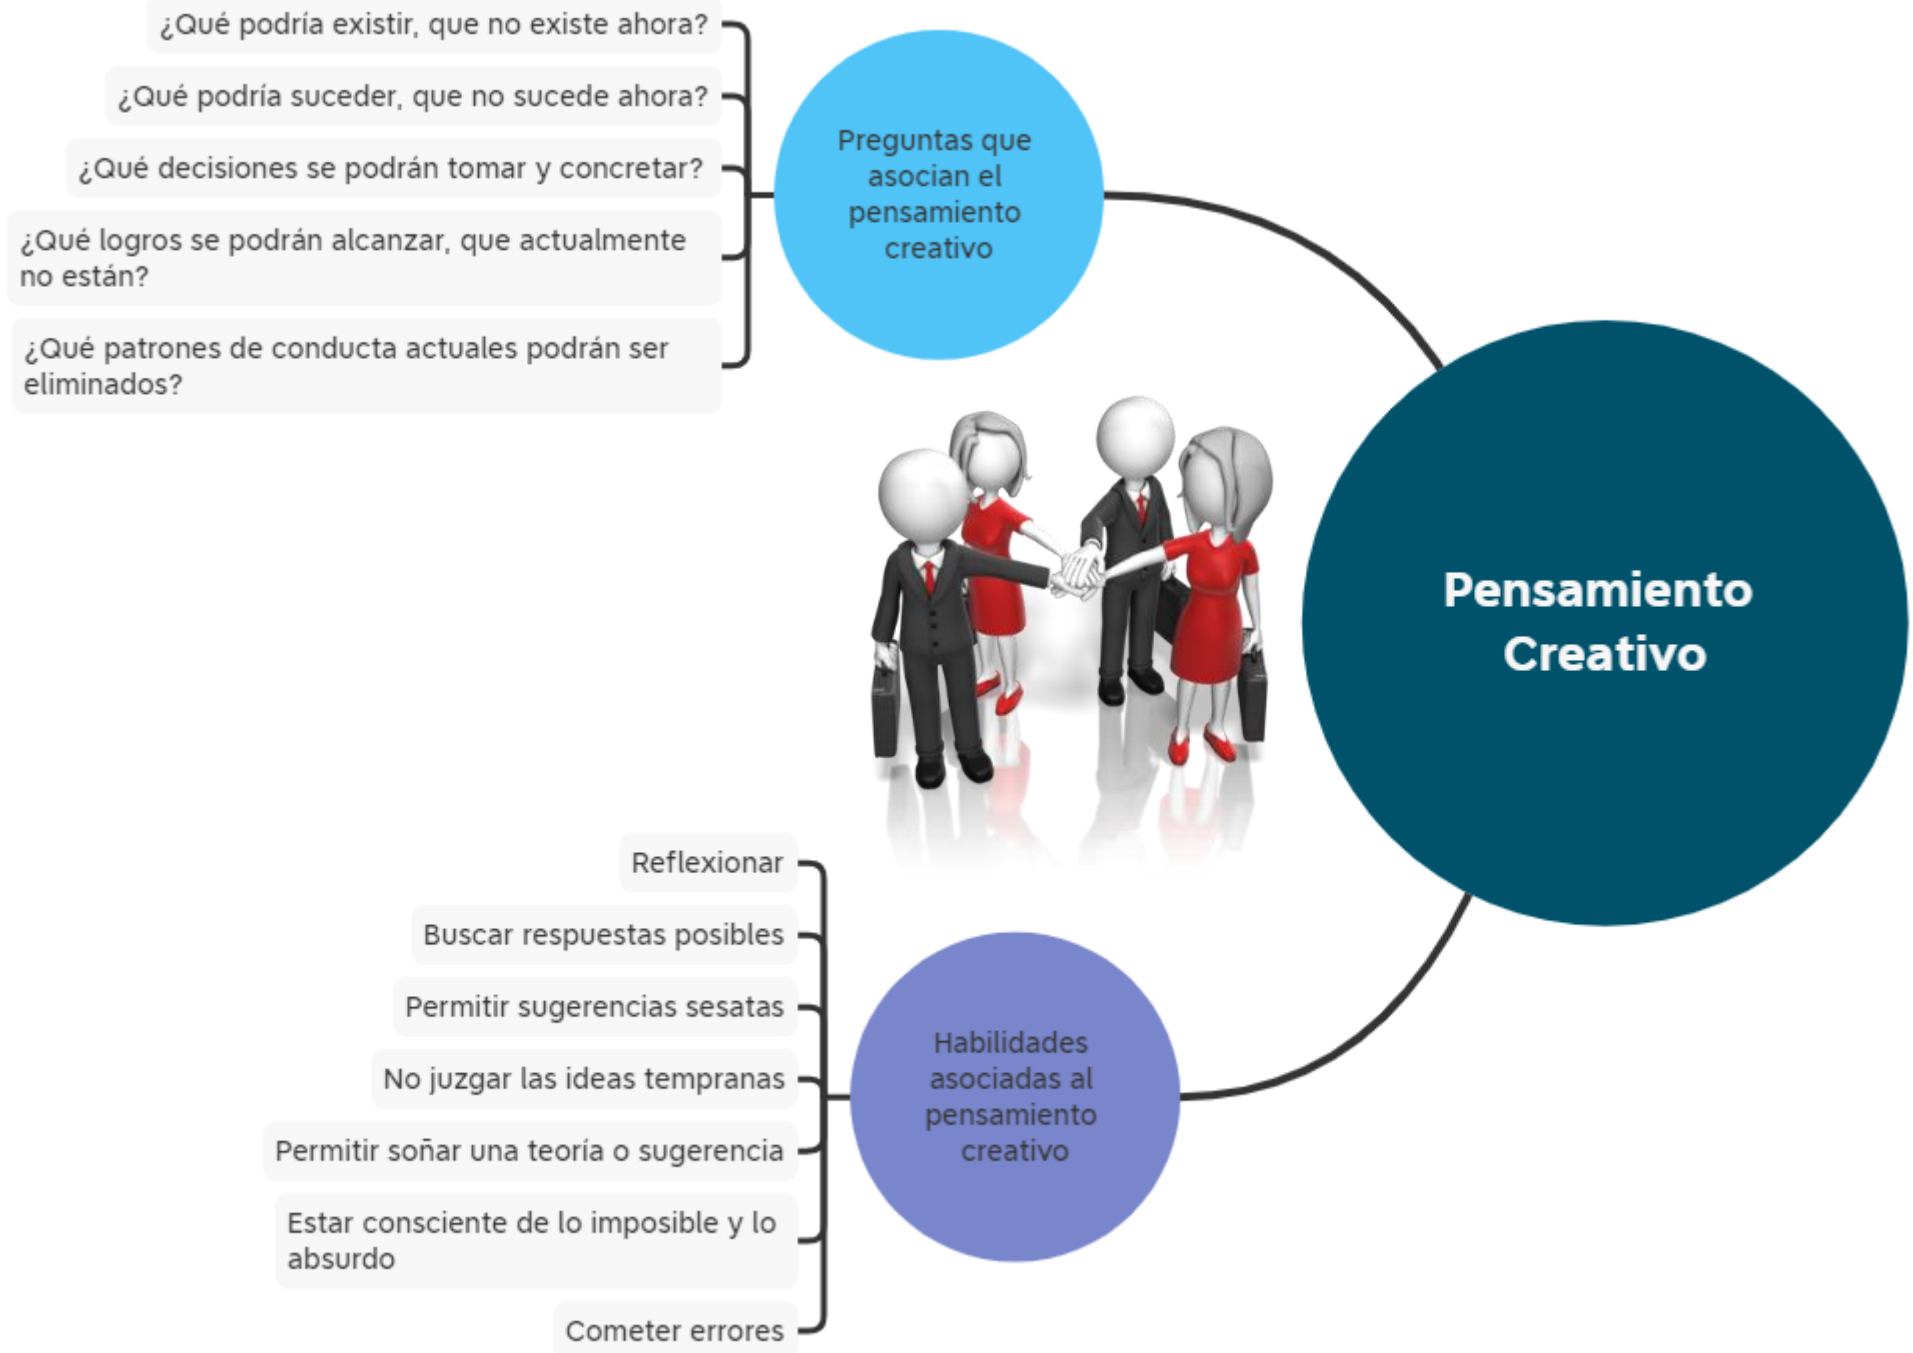 ¿Qué podría existir, que no existe ahora?
¿Qué podría suceder, que no sucede ahora?
¿Qué decisiones se podrán tomar y concretar?
¿Qué logros se podrán alcanzar, que actualmente
no están?
¿Qué patrones de conducta actuales podrán ser
eliminados?
Preguntas que
asocian el
pensamiento
creativo
Pensamiento
Creativo
Reflexionar
Buscar respuestas posibles
Permitir sugerencias sesatas
No juzgar las ideas tempranas
Permitir soñar una teoría o sugerencia
Estar consciente de lo imposible y lo
absurdo
Cometer errores
Habilidades
asociadas al
pensamiento
creativo